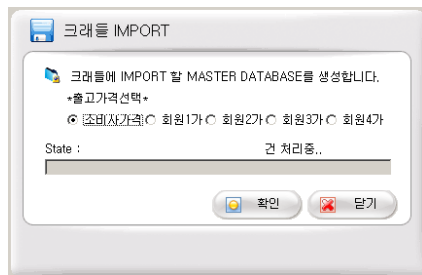 크래들 IMPORT
크래들에 IMPORT 할 MASTER DATABASE를 생성합니다.
*출고가격선택*
소비자가격 회원1가 회원2가 회원3가 회원4가
State : 건 처리중..
확인 닫기